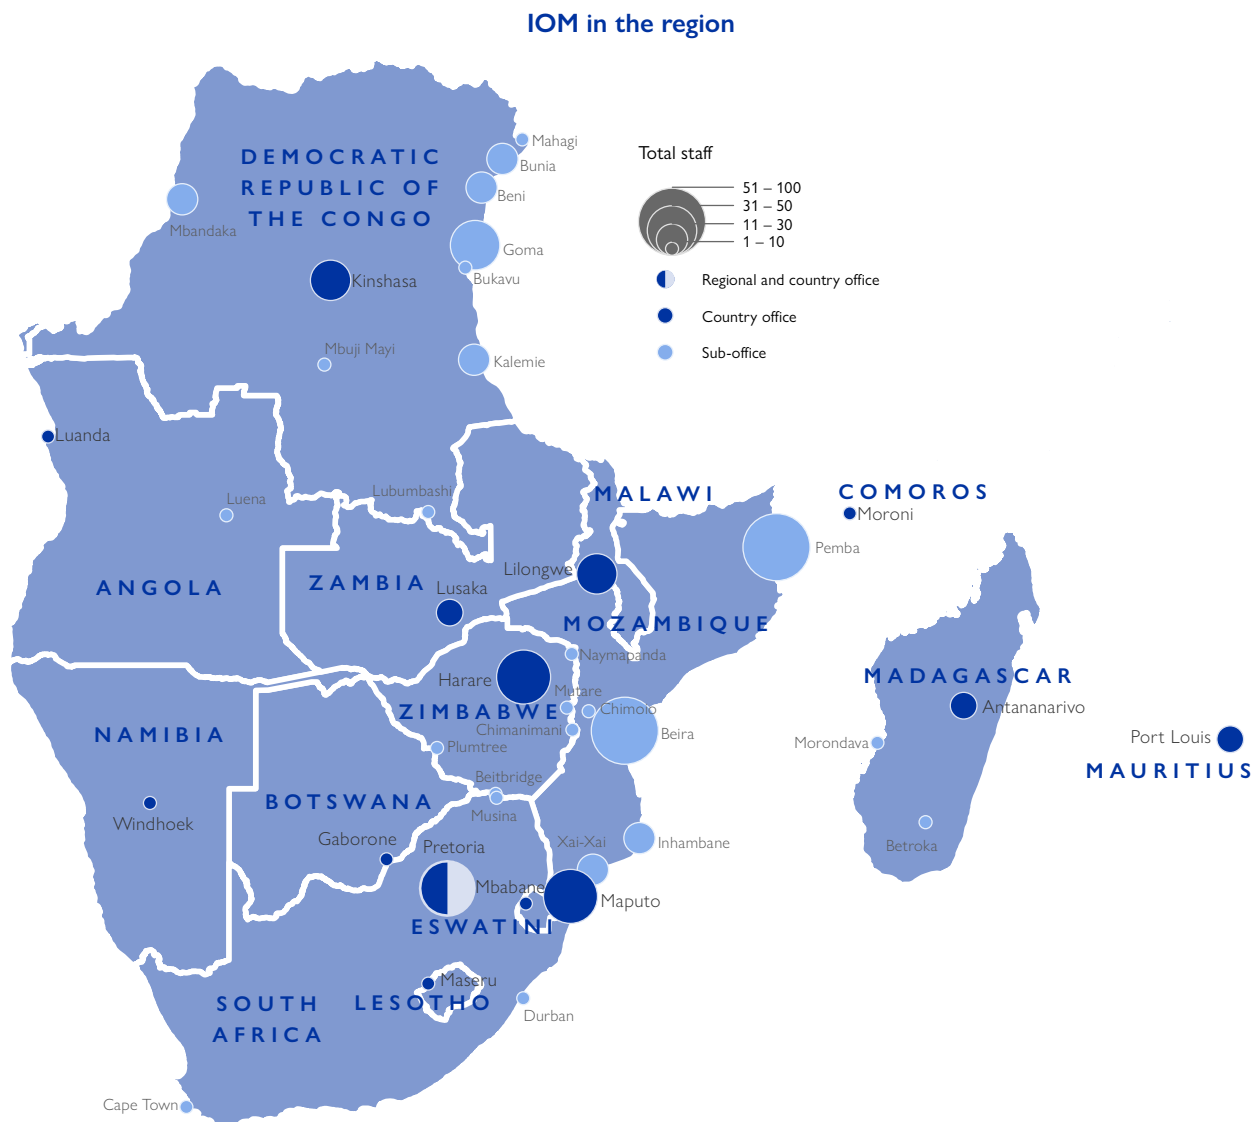 IOM in the region
Mahagi
Bunia
Beni
DEMOCRATIC
REPUBLIC OF
THE CONGO
Mbandaka
Goma
Bukavu
Kinshasa
Mbuji Mayi
Kalemie
Total staff
51 – 100
31 – 50
11 – 30
1 – 10
Regional and country office
Country office
Sub-office
Luanda
Luena
Lubumbashi
MALAWI
COMOROS
Moroni
Pemba
Lilongwe
ANGOLA
ZAMBIA
Lusaka
MOZAMBIQUE
Naymapanda
Harare
Mutare
ZIMBABWE
Chimoio
Chimanimani
Beira
Plumtree
MADAGASCAR
Antananarivo
Morondava
Port Louis
MAURITIUS
NAMIBIA
Windhoek
BOTSWANA
Beitbridge
Musina
Gaborone
Pretoria
Xai-Xai
Inhambane
Betroka
Mbabane
Maputo
ESWATINI
Maseru
SOUTH
AFRICA
LESOTHO
Durban
Cape Town